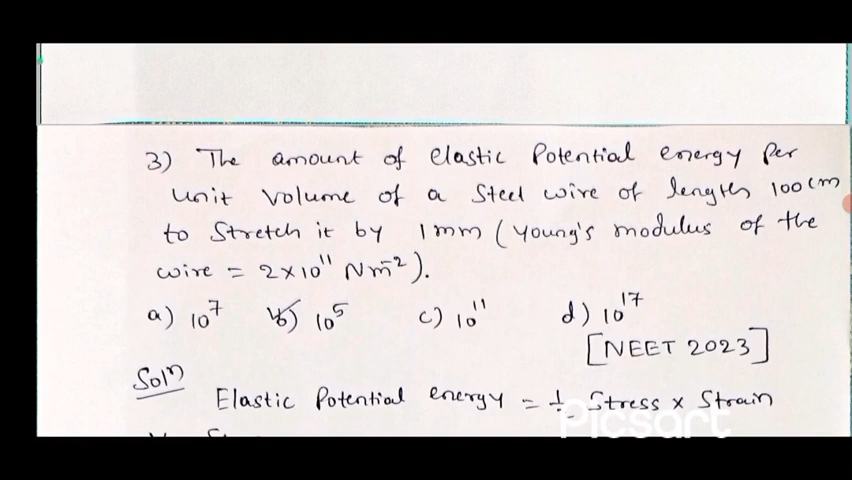 3) The amount of elastic Potential energy per
unit volume of a steel wire of length 100cm
to stretch it by 1mm (Young's modulus of the
wire = 2×10¹¹ Nm⁻²).
a) 10⁷ b) 10⁵ c) 10¹¹ d) 10¹⁷
[NEET 2023]
Solⁿ
Elastic Potential energy = ½ Stress × Strain
Picsart